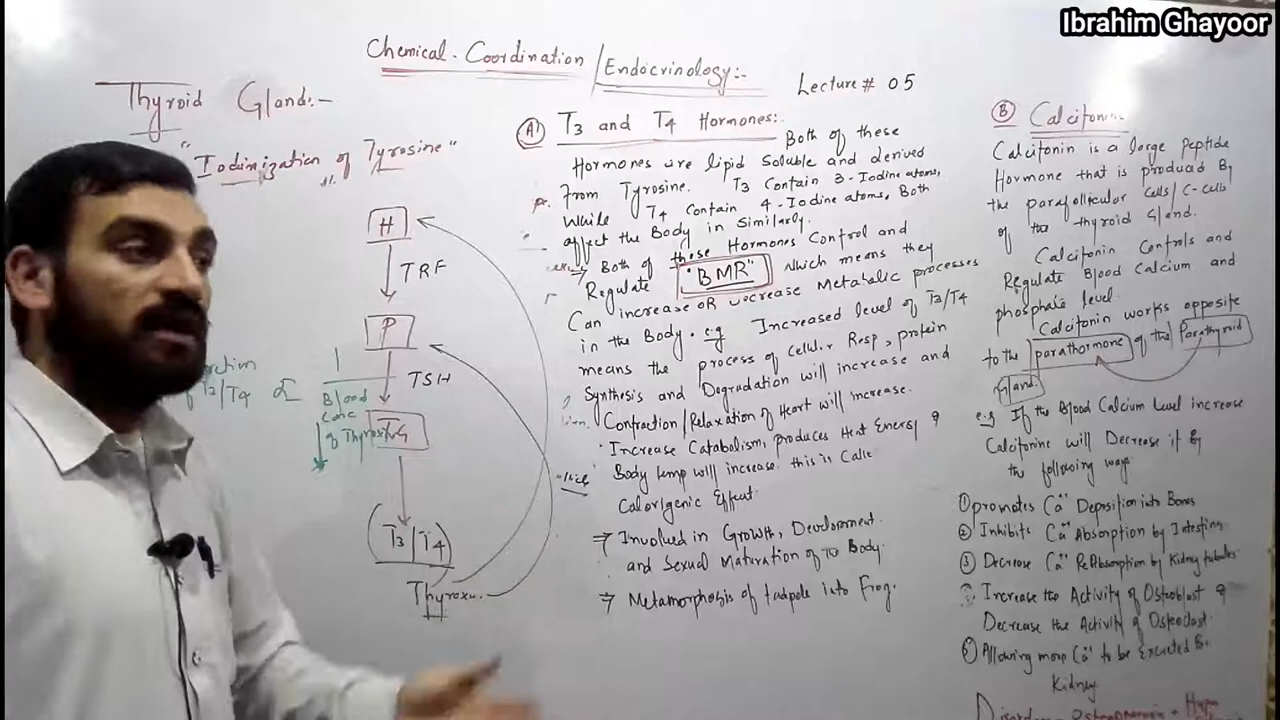 Ibrahim Ghayoor
Chemical Coordination / Endocrinology:-
Lecture # 05
Thyroid Gland:-
"Iodinization of Tyrosine"
H
TRF
P
TSH
Blood
Conc
of
T3/T4
T3 | T4
A T3 and T4 Hormones:
Both of these
Hormones are lipid Soluble and derived
From Tyrosine. T3 Contain 3-Iodine atoms,
While T4 Contain 4-Iodine atoms, Both
affect the Body in Similarly.
⇒ Both of these Hormones Control and
Regulate "BMR" Which means they
Can increase OR Metabolic processes
in the Body. e.g Increased level of T3/T4
means the process of Cellular Resp, protein
Synthesis and Degradation will increase and
Contraction/Relaxation of Heart will increase.
Increase Catabolism, produces Heat Energy &
Body temp will increase. this is Calle
Calorigenic Effect.
⇒ Involved in Growth, Development.
and Sexual Maturation of the Body.
⇒ Metamorphosis of tadpole into Frog.
B Calcitonin
Calcitonin is a large Peptide
Hormone that is produced By
the parafollicular Cells/C-cells
of the thyroid Gland.
Calcitonin Controls and
Regulate Blood Calcium and
phosphate level.
Calcitonin works opposite
to the parathormone of the Parathyroid
Gland.
e.g If the Blood Calcium Level increase
Calcitonine will Decrease it By
the following ways
① promotes Ca++ Deposition into Bones
② Inhibits Ca++ Absorption by Intestine
③ Decrease Ca++ ReAbsorption by Kidney tubules
Increase the Activity of Osteoblast &
Decrease the Activity of Osteoclast.
⑤ Allowing more Ca++ to be Excreted By
Kidney